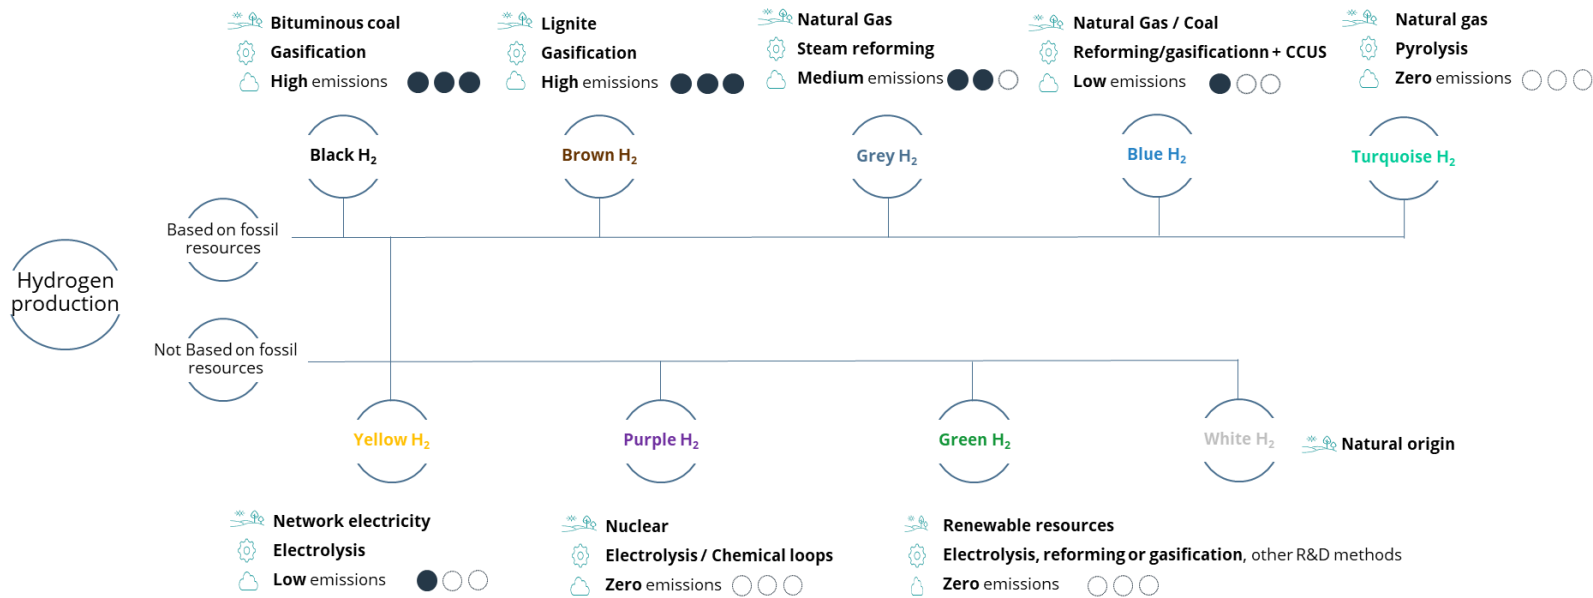 Bituminous coal
Gasification
High emissions
Lignite
Gasification
High emissions
Natural Gas
Steam reforming
Medium emissions
Natural Gas / Coal
Reforming/gasificationn + CCUS
Low emissions
Natural gas
Pyrolysis
Zero emissions
Black H₂
Brown H₂
Grey H₂
Blue H₂
Turquoise H₂
Based on fossil
resources
Hydrogen
production
Not Based on fossil
resources
Yellow H₂
Purple H₂
Green H₂
White H₂
Natural origin
Network electricity
Electrolysis
Low emissions
Nuclear
Electrolysis / Chemical loops
Zero emissions
Renewable resources
Electrolysis, reforming or gasification, other R&D methods
Zero emissions